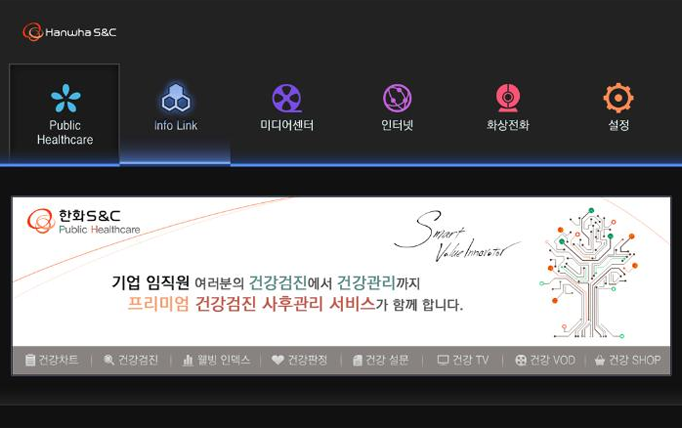 Hanwha S&C
Public Healthcare
Info Link
미디어센터
인터넷
화상전화
설정
한화S&C
Public Healthcare
Smart
Value Innovator
기업 임직원 여러분의 건강검진에서 건강관리까지
프리미엄 건강검진 사후관리 서비스가 함께 합니다.
건강차트
건강검진
웰빙 인덱스
건강판정
건강 설문
건강 TV
건강 VOD
건강 SHOP